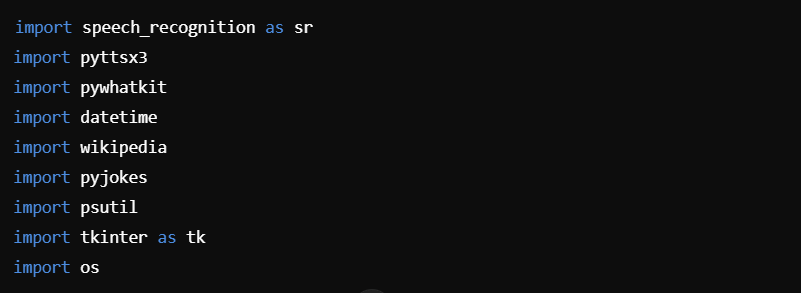 import speech_recognition as sr
import pyttsx3
import pywhatkit
import datetime
import wikipedia
import pyjokes
import psutil
import tkinter as tk
import os